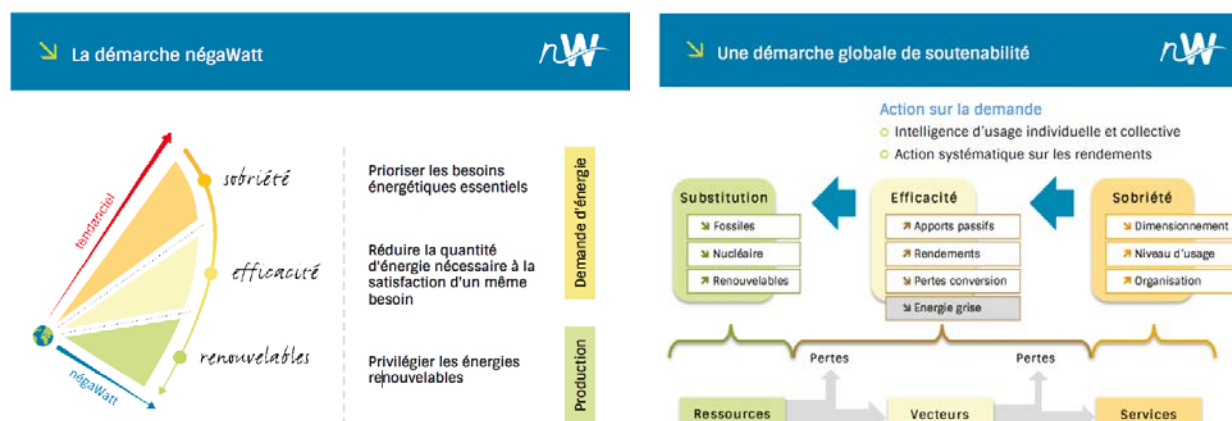 La démarche négaWatt
nW
tendanciel
négaWatt
sobriété
efficacité
renouvelables
Prioriser les besoins
énergétiques essentiels
Réduire la quantité
d'énergie nécessaire à la
satisfaction d'un même
besoin
Privilégier les énergies
renouvelables
Demande d'énergie
Production
Une démarche globale de soutenabilité
nW
Action sur la demande
Intelligence d'usage individuelle et collective
Action systématique sur les rendements
Substitution
Fossiles
Nucléaire
Renouvelables
Efficacité
Apports passifs
Rendements
Pertes conversion
Energie grise
Sobriété
Dimensionnement
Niveau d'usage
Organisation
Pertes
Pertes
Ressources
Vecteurs
Services